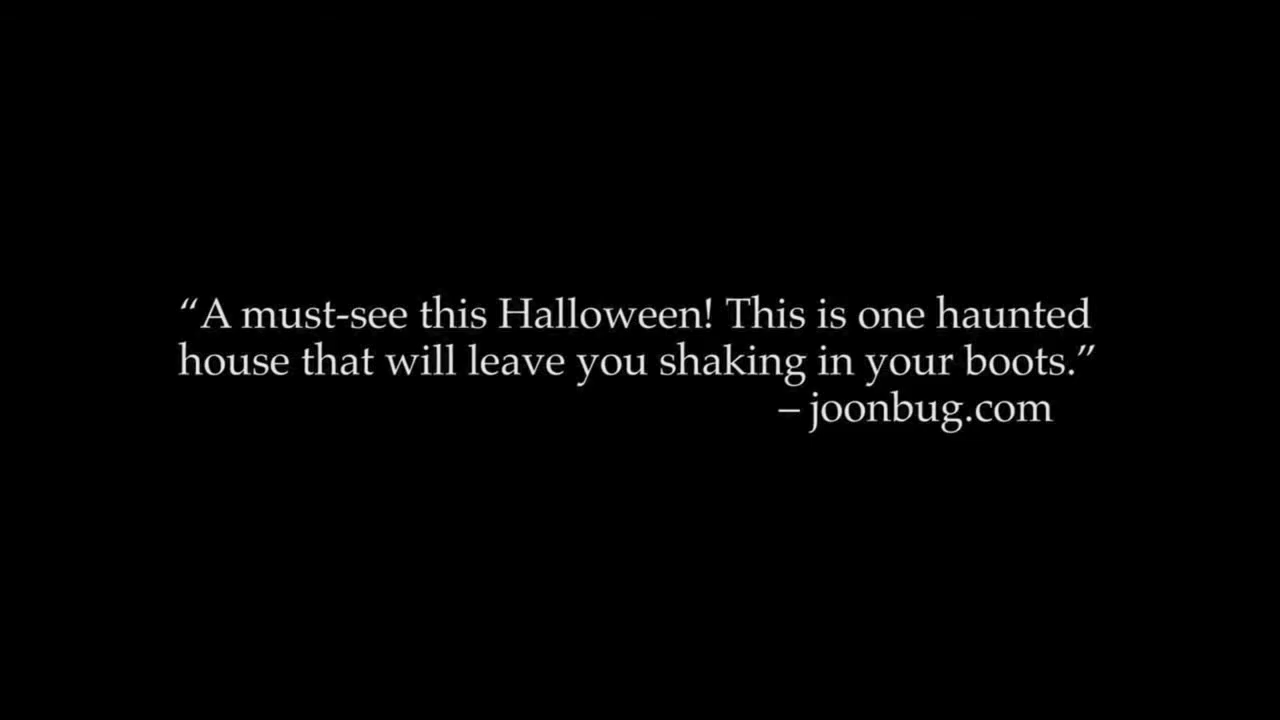 “A must-see this Halloween! This is one haunted
house that will leave you shaking in your boots.”
– joonbug.com